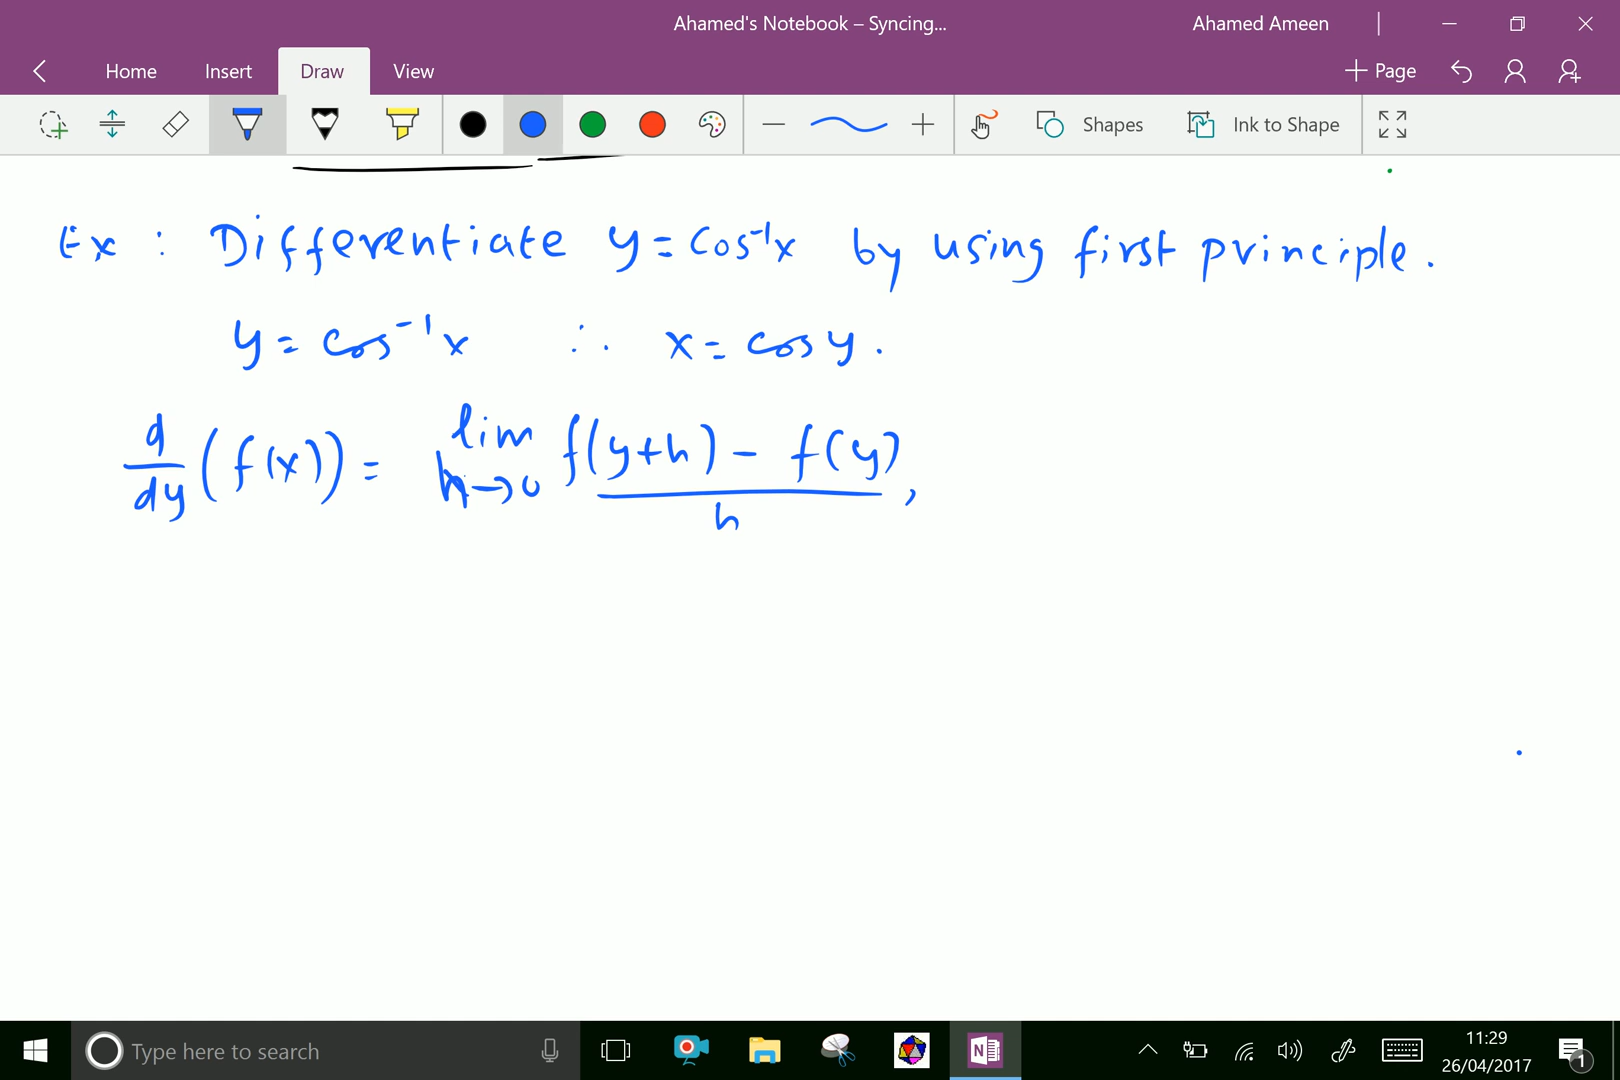 Ahamed's Notebook – Syncing...
Ahamed Ameen
Home Insert Draw View
Page
Shapes Ink to Shape
Ex : Differentiate y = cos⁻¹x by using first principle.
y = cos⁻¹x ∴ x = cos y.
d/dy (f(x)) = lim h→0 f(y+h) − f(y) / h ,
Type here to search
11:29
26/04/2017
1